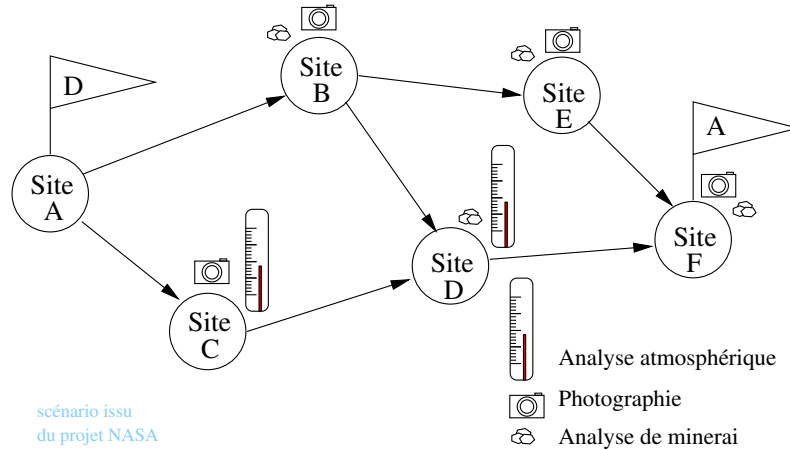 D
Site
A
Site
B
Site
E
A
Site
C
Site
D
Site
F
Analyse atmosphérique
Photographie
Analyse de minerai
scénario issu
du projet NASA